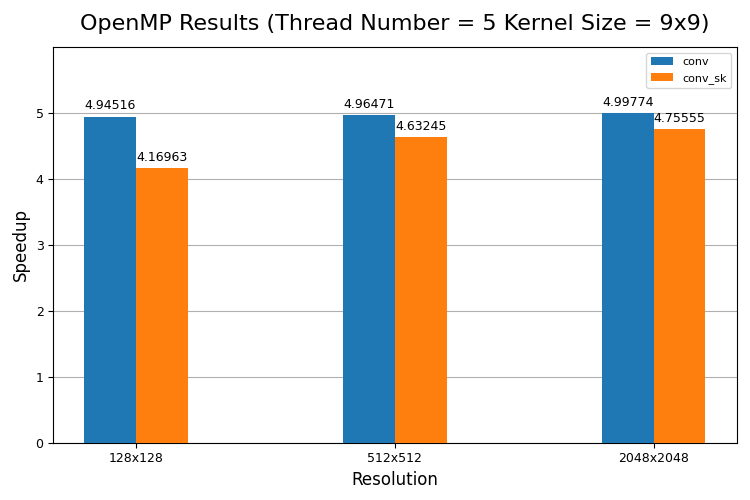 OpenMP Results (Thread Number = 5 Kernel Size = 9x9)
conv
conv_sk
4.94516
4.16963
4.96471
4.63245
4.99774
4.75555
5
4
3
2
1
0
Speedup
128x128
512x512
2048x2048
Resolution